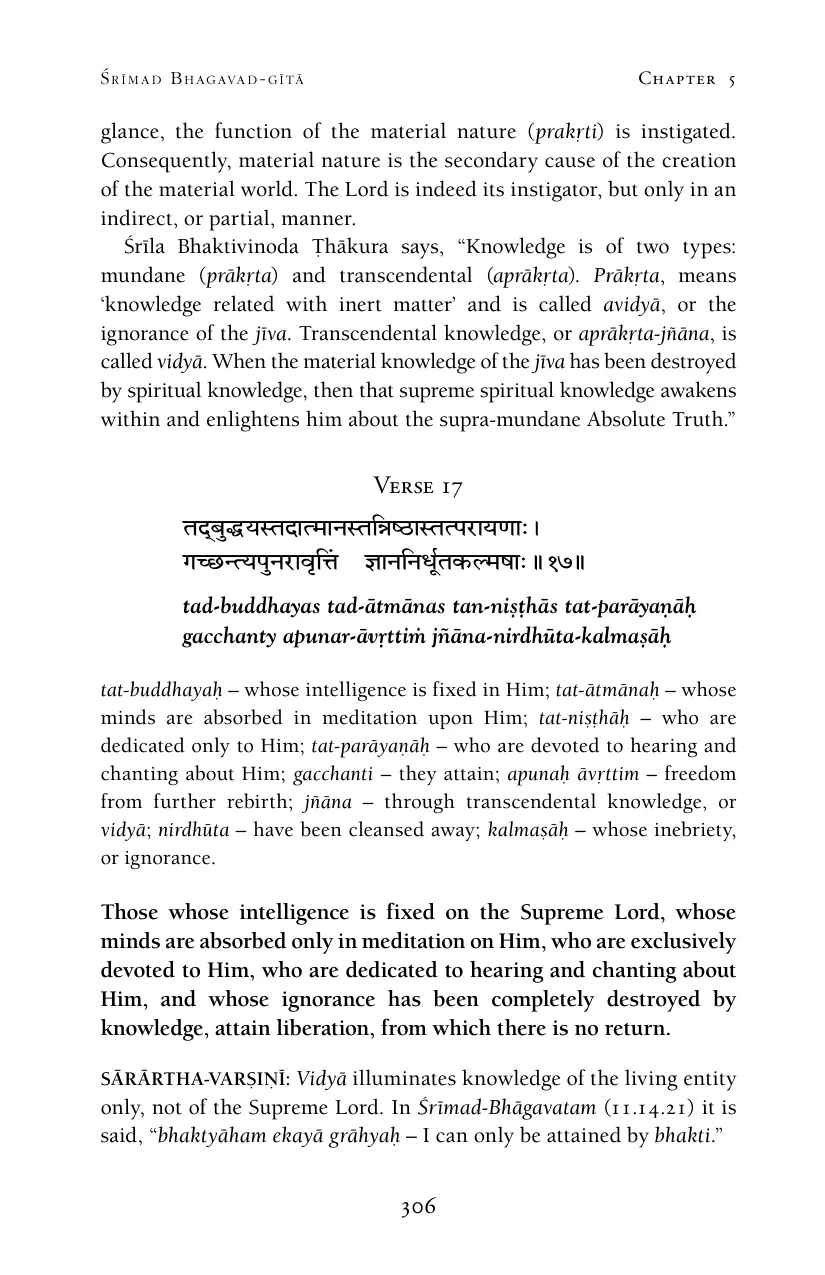 Śrīmad Bhagavad-gītā Chapter 5
glance, the function of the material nature (prakṛti) is instigated.
Consequently, material nature is the secondary cause of the creation
of the material world. The Lord is indeed its instigator, but only in an
indirect, or partial, manner.
Śrīla Bhaktivinoda Ṭhākura says, “Knowledge is of two types:
mundane (prākṛta) and transcendental (aprākṛta). Prākṛta, means
‘knowledge related with inert matter’ and is called avidyā, or the
ignorance of the jīva. Transcendental knowledge, or aprākṛta-jñāna, is
called vidyā. When the material knowledge of the jīva has been destroyed
by spiritual knowledge, then that supreme spiritual knowledge awakens
within and enlightens him about the supra-mundane Absolute Truth.”
Verse 17
तद्बुद्धयस्तदात्मानस्तन्निष्ठास्तत्परायणाः ।
गच्छन्त्यपुनरावृत्तिं ज्ञाननिर्धूतकल्मषाः ॥ १७॥
tad-buddhayas tad-ātmānas tan-niṣṭhās tat-parāyaṇāḥ
gacchanty apunar-āvṛttiṁ jñāna-nirdhūta-kalmaṣāḥ
tat-buddhayaḥ – whose intelligence is fixed in Him; tat-ātmānaḥ – whose
minds are absorbed in meditation upon Him; tat-niṣṭhāḥ – who are
dedicated only to Him; tat-parāyaṇāḥ – who are devoted to hearing and
chanting about Him; gacchanti – they attain; apunaḥ āvṛttim – freedom
from further rebirth; jñāna – through transcendental knowledge, or
vidyā; nirdhūta – have been cleansed away; kalmaṣāḥ – whose inebriety,
or ignorance.
Those whose intelligence is fixed on the Supreme Lord, whose
minds are absorbed only in meditation on Him, who are exclusively
devoted to Him, who are dedicated to hearing and chanting about
Him, and whose ignorance has been completely destroyed by
knowledge, attain liberation, from which there is no return.
SĀRĀRTHA-VARṢIṆĪ: Vidyā illuminates knowledge of the living entity
only, not of the Supreme Lord. In Śrīmad-Bhāgavatam (11.14.21) it is
said, “bhaktyāham ekayā grāhyaḥ – I can only be attained by bhakti.”
306